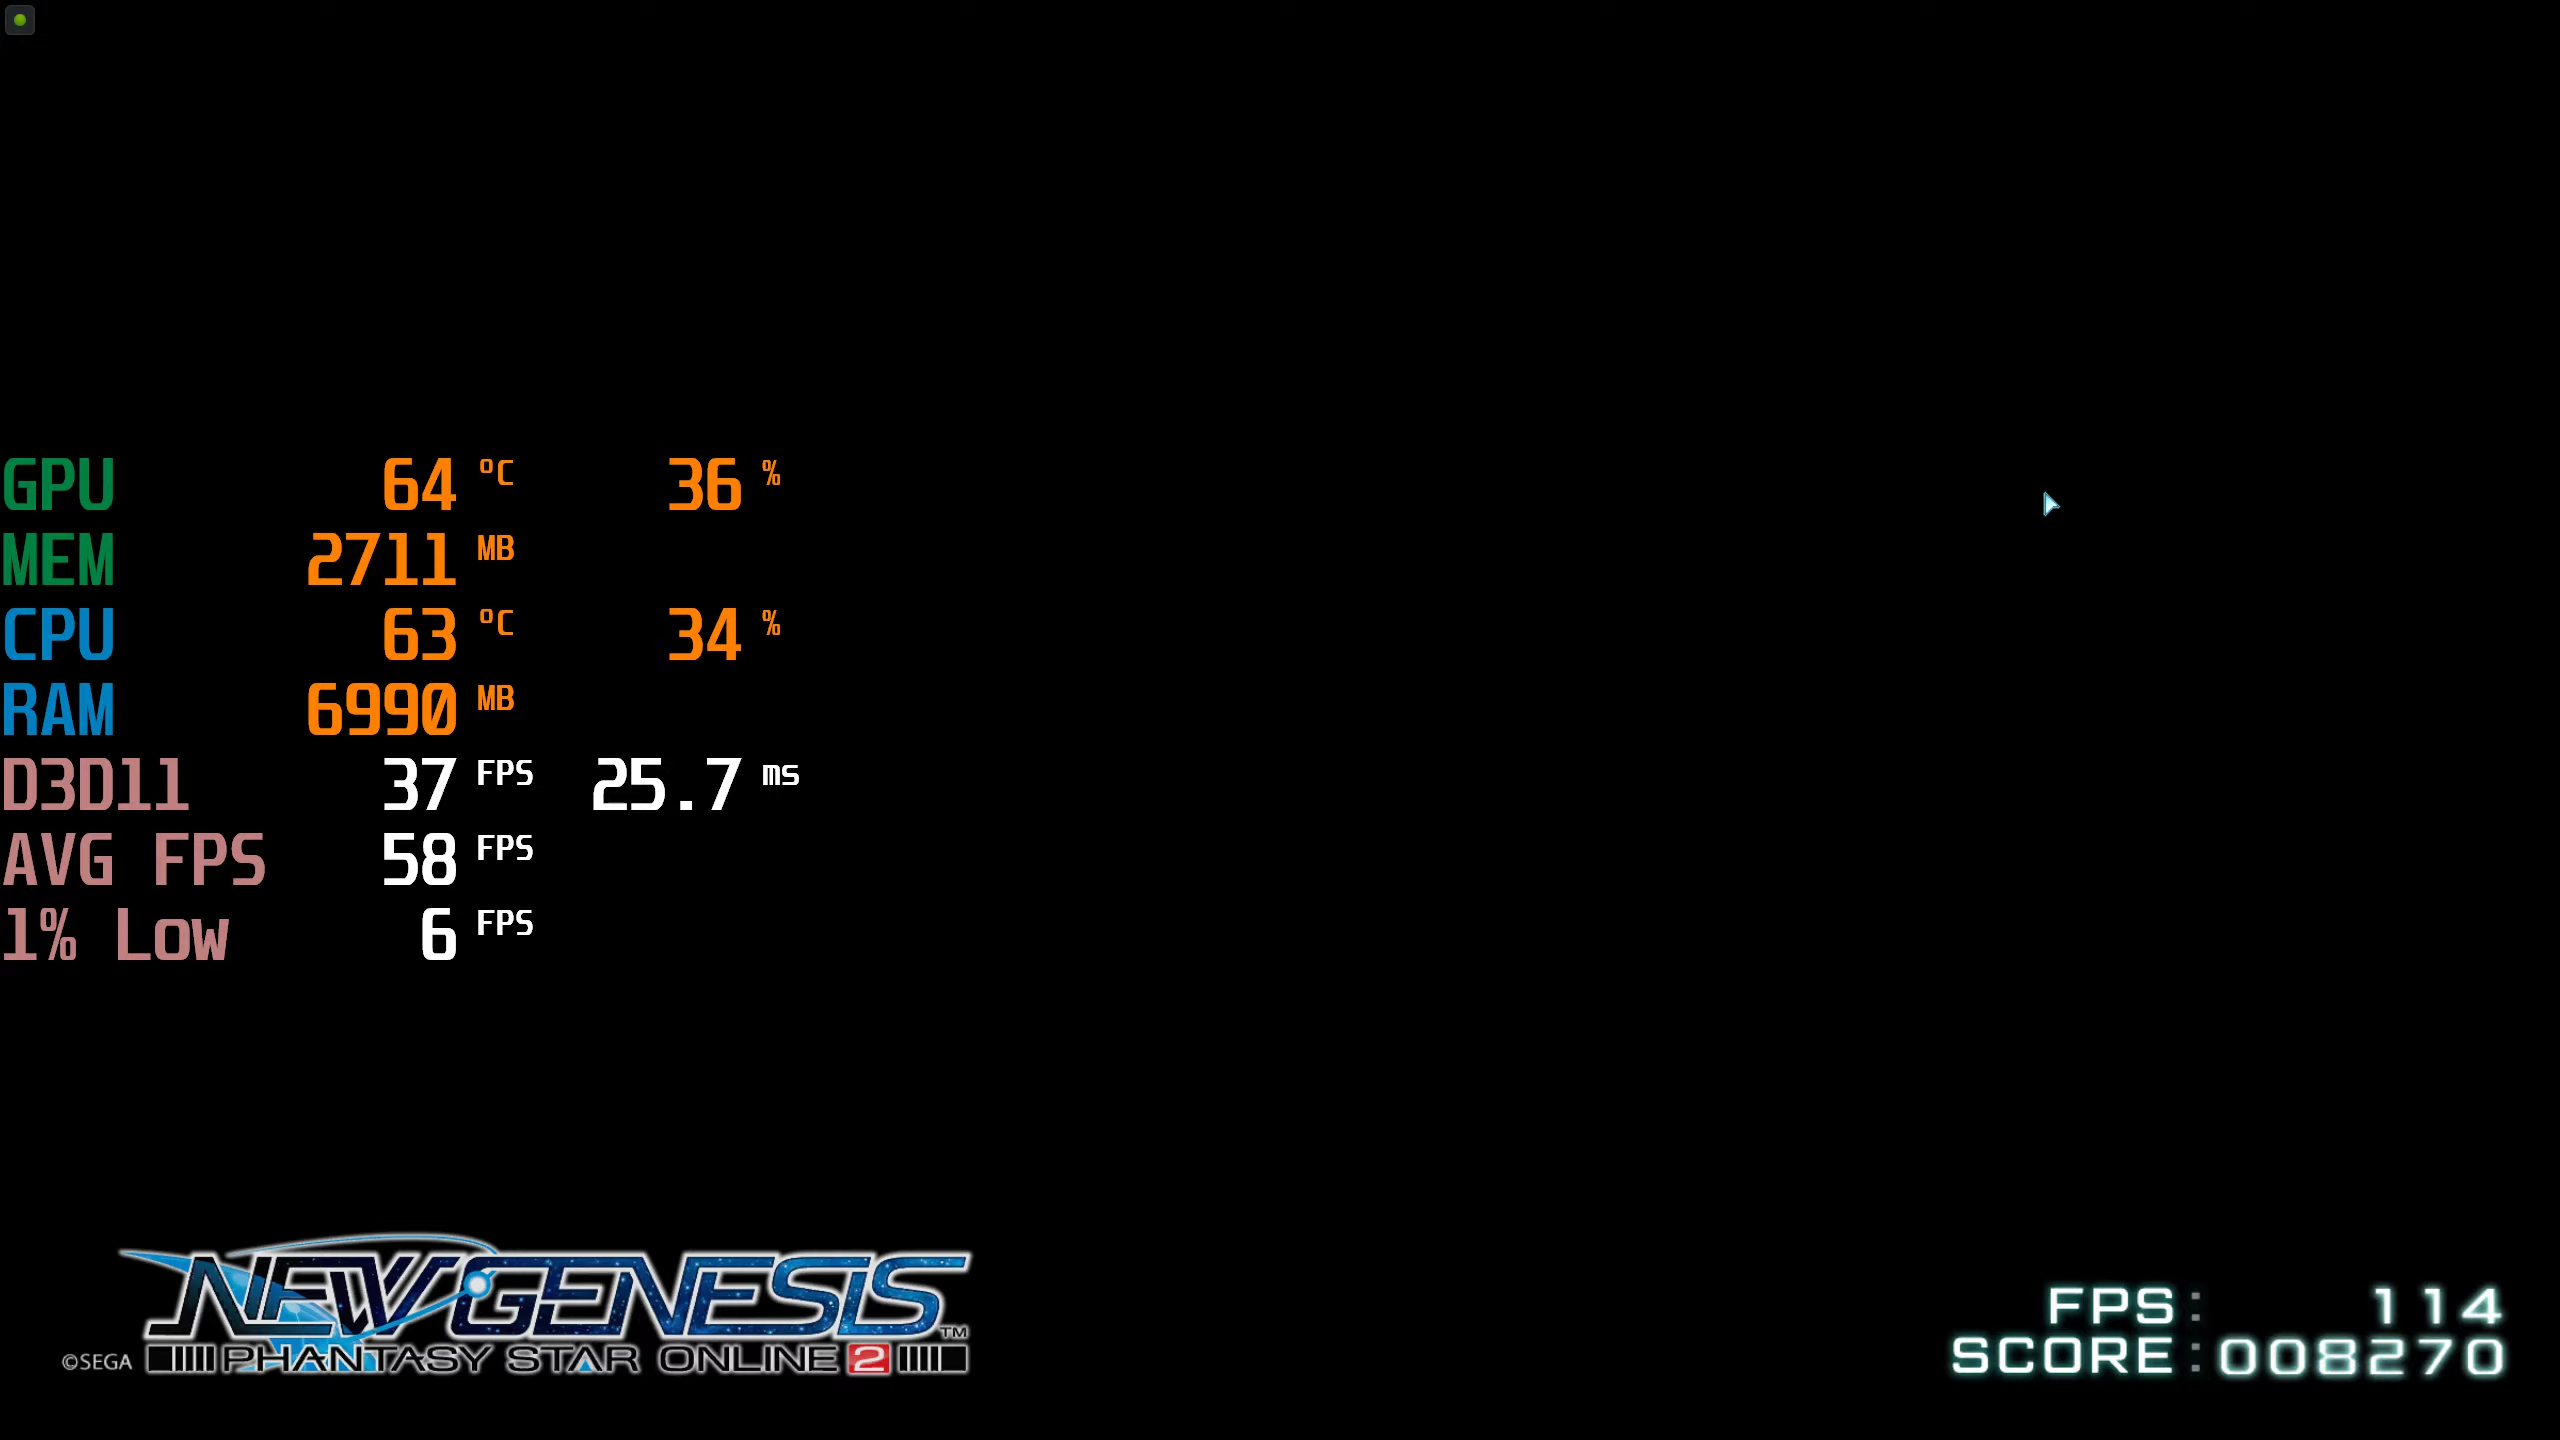 GPU 64 °C 36 %
MEM 2711 MB
CPU 63 °C 34 %
RAM 6990 MB
D3D11 37 FPS 25.7 ms
AVG FPS 58 FPS
1% Low 6 FPS
NEW GENESIS™
©SEGA PHANTASY STAR ONLINE 2
FPS: 114
SCORE: 008270